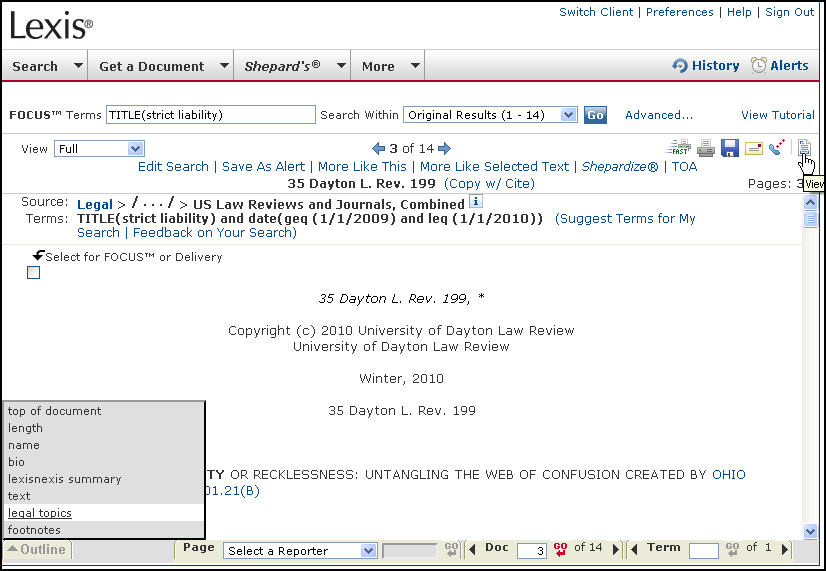 Switch Client | Preferences | Help | Sign Out
Lexis®
Search Get a Document Shepard's® More History Alerts
FOCUS™ Terms TITLE(strict liability) Search Within Original Results (1 - 14) Go Advanced... View Tutorial
View Full 3 of 14 FAST
Edit Search | Save As Alert | More Like This | More Like Selected Text | Shepardize® | TOA
35 Dayton L. Rev. 199 (Copy w/ Cite) Pages: 3
View
Source: Legal > / · · · / > US Law Reviews and Journals, Combined i
Terms: TITLE(strict liability) and date(geq (1/1/2009) and leq (1/1/2010)) (Suggest Terms for My
Search | Feedback on Your Search)
Select for FOCUS™ or Delivery
35 Dayton L. Rev. 199, *
Copyright (c) 2010 University of Dayton Law Review
University of Dayton Law Review
Winter, 2010
35 Dayton L. Rev. 199
TY OR RECKLESSNESS: UNTANGLING THE WEB OF CONFUSION CREATED BY OHIO
01.21(B)
top of document
length
name
bio
lexisnexis summary
text
legal topics
footnotes
Outline Page Select a Reporter GO Doc 3 GO of 14 Term GO of 1